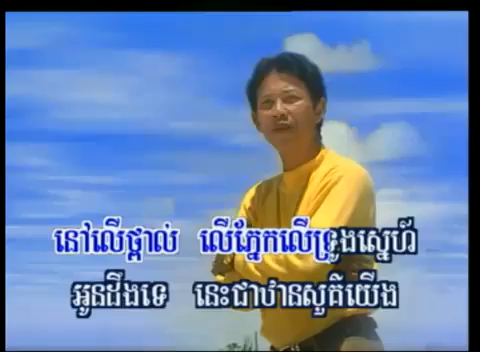 នៅលើថ្ពាល់ លើភ្នែកលើទ្រូងស្នេហ៍
អូនដឹងទេ នេះជាឋានសួគ៌យើង